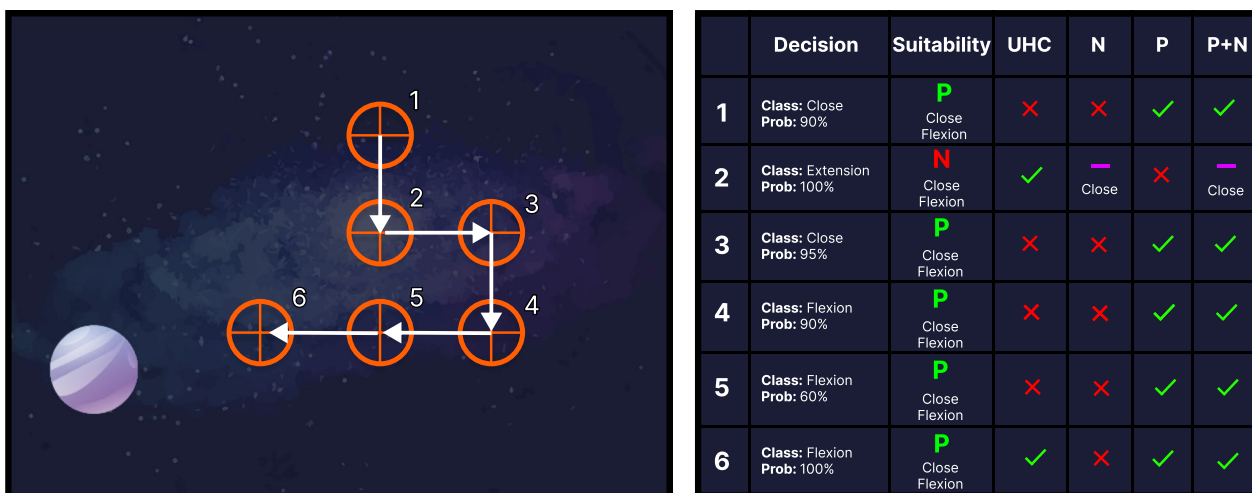 1
2
3
4
5
6
Decision Suitability UHC N P P+N
1
Class: Close
Prob: 90%
P
Close
Flexion
2
Class: Extension
Prob: 100%
N
Close
Flexion
Close
Close
3
Class: Close
Prob: 95%
P
Close
Flexion
4
Class: Flexion
Prob: 90%
P
Close
Flexion
5
Class: Flexion
Prob: 60%
P
Close
Flexion
6
Class: Flexion
Prob: 100%
P
Close
Flexion